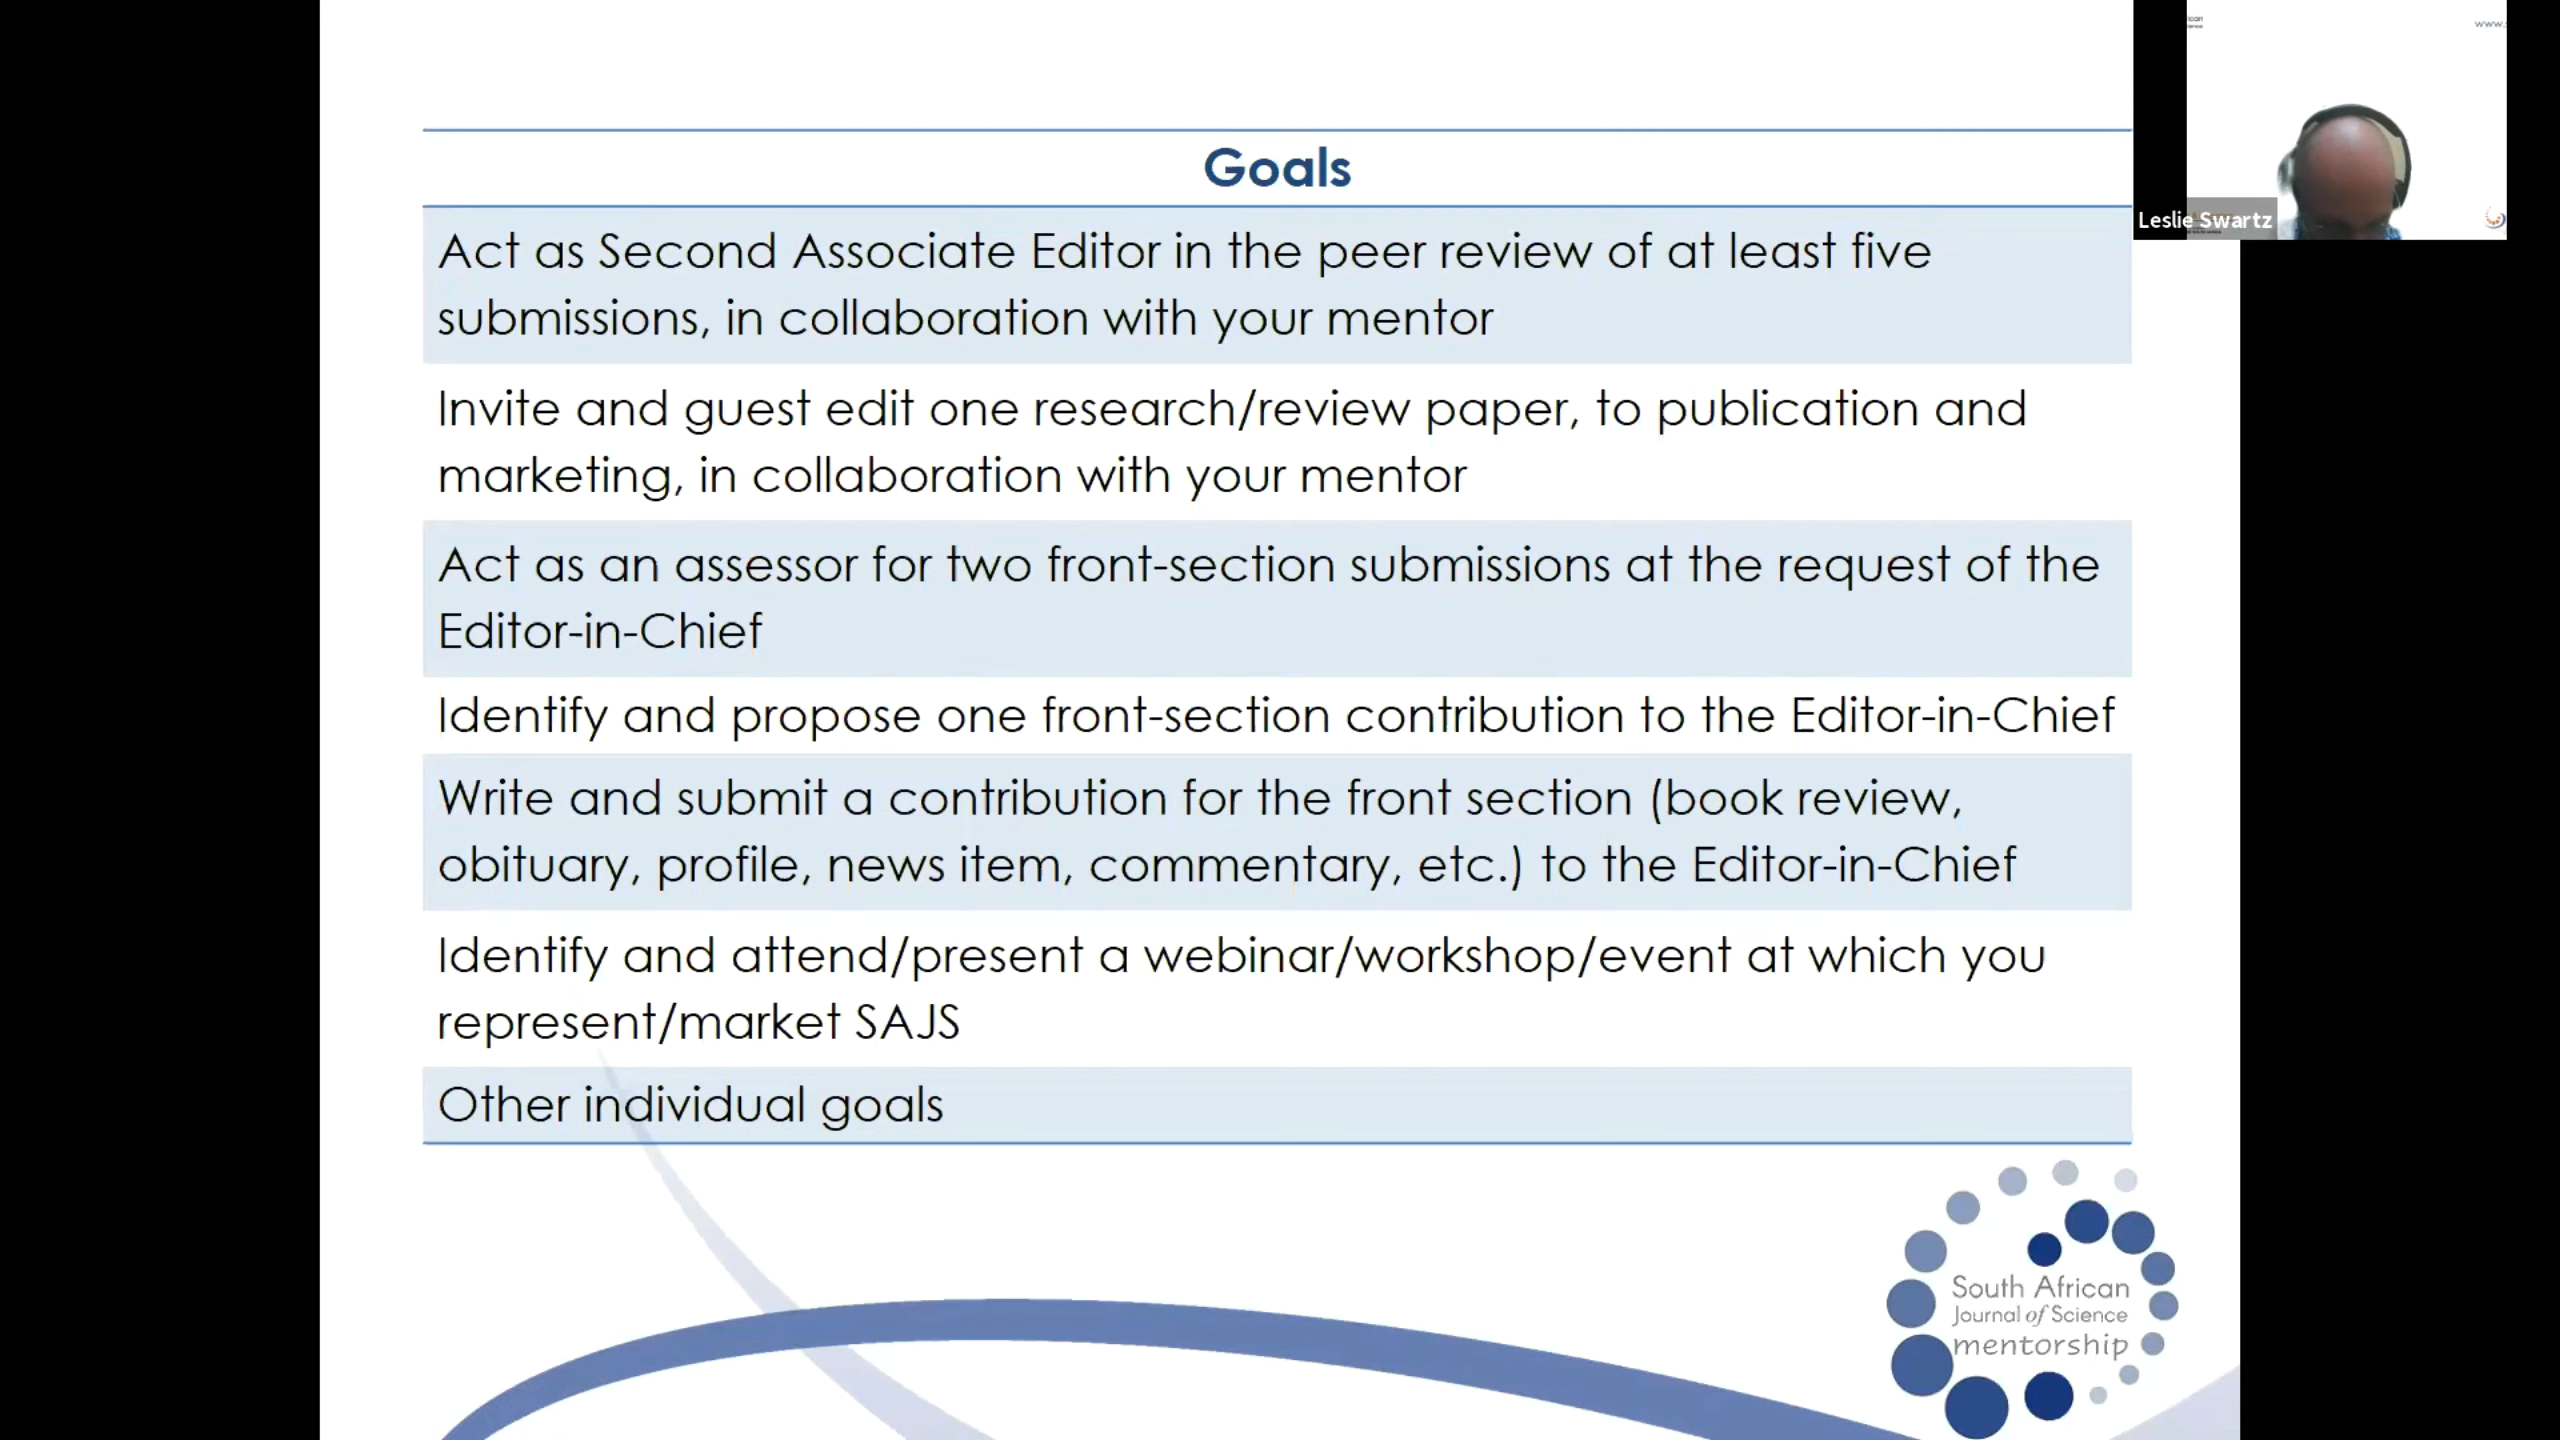 Goals
Act as Second Associate Editor in the peer review of at least five
submissions, in collaboration with your mentor
Invite and guest edit one research/review paper, to publication and
marketing, in collaboration with your mentor
Act as an assessor for two front-section submissions at the request of the
Editor-in-Chief
Identify and propose one front-section contribution to the Editor-in-Chief
Write and submit a contribution for the front section (book review,
obituary, profile, news item, commentary, etc.) to the Editor-in-Chief
Identify and attend/present a webinar/workshop/event at which you
represent/market SAJS
Other individual goals
www.
Leslie Swartz
South African
Journal of Science
mentorship